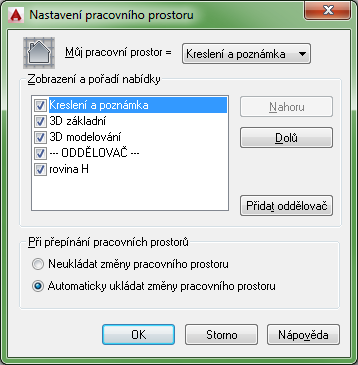 Nastavení pracovního prostoru
Můj pracovní prostor = Kreslení a poznámka
Zobrazení a pořadí nabídky
Kreslení a poznámka
3D základní
3D modelování
--- ODDĚLOVAČ ---
rovina H
Nahoru
Dolů
Přidat oddělovač
Při přepínání pracovních prostorů
Neukládat změny pracovního prostoru
Automaticky ukládat změny pracovního prostoru
OK Storno Nápověda